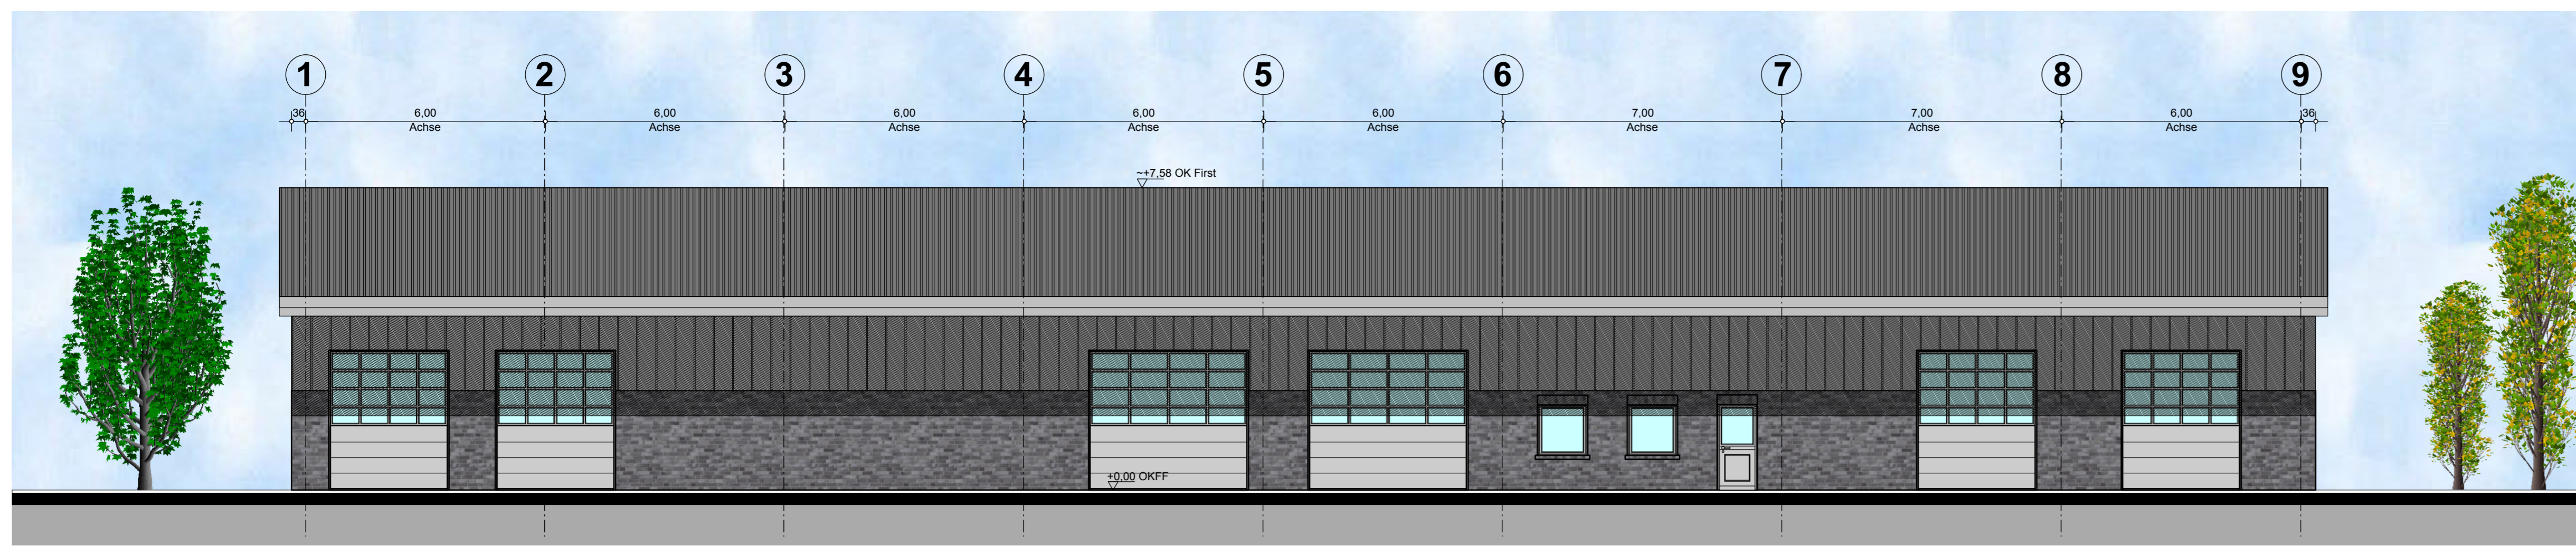 1 2 3 4 5 6 7 8 9
36 6,00 6,00 6,00 6,00 6,00 7,00 7,00 6,00 36
Achse Achse Achse Achse Achse Achse Achse Achse
~+7,58 OK First
+0,00 OKFF